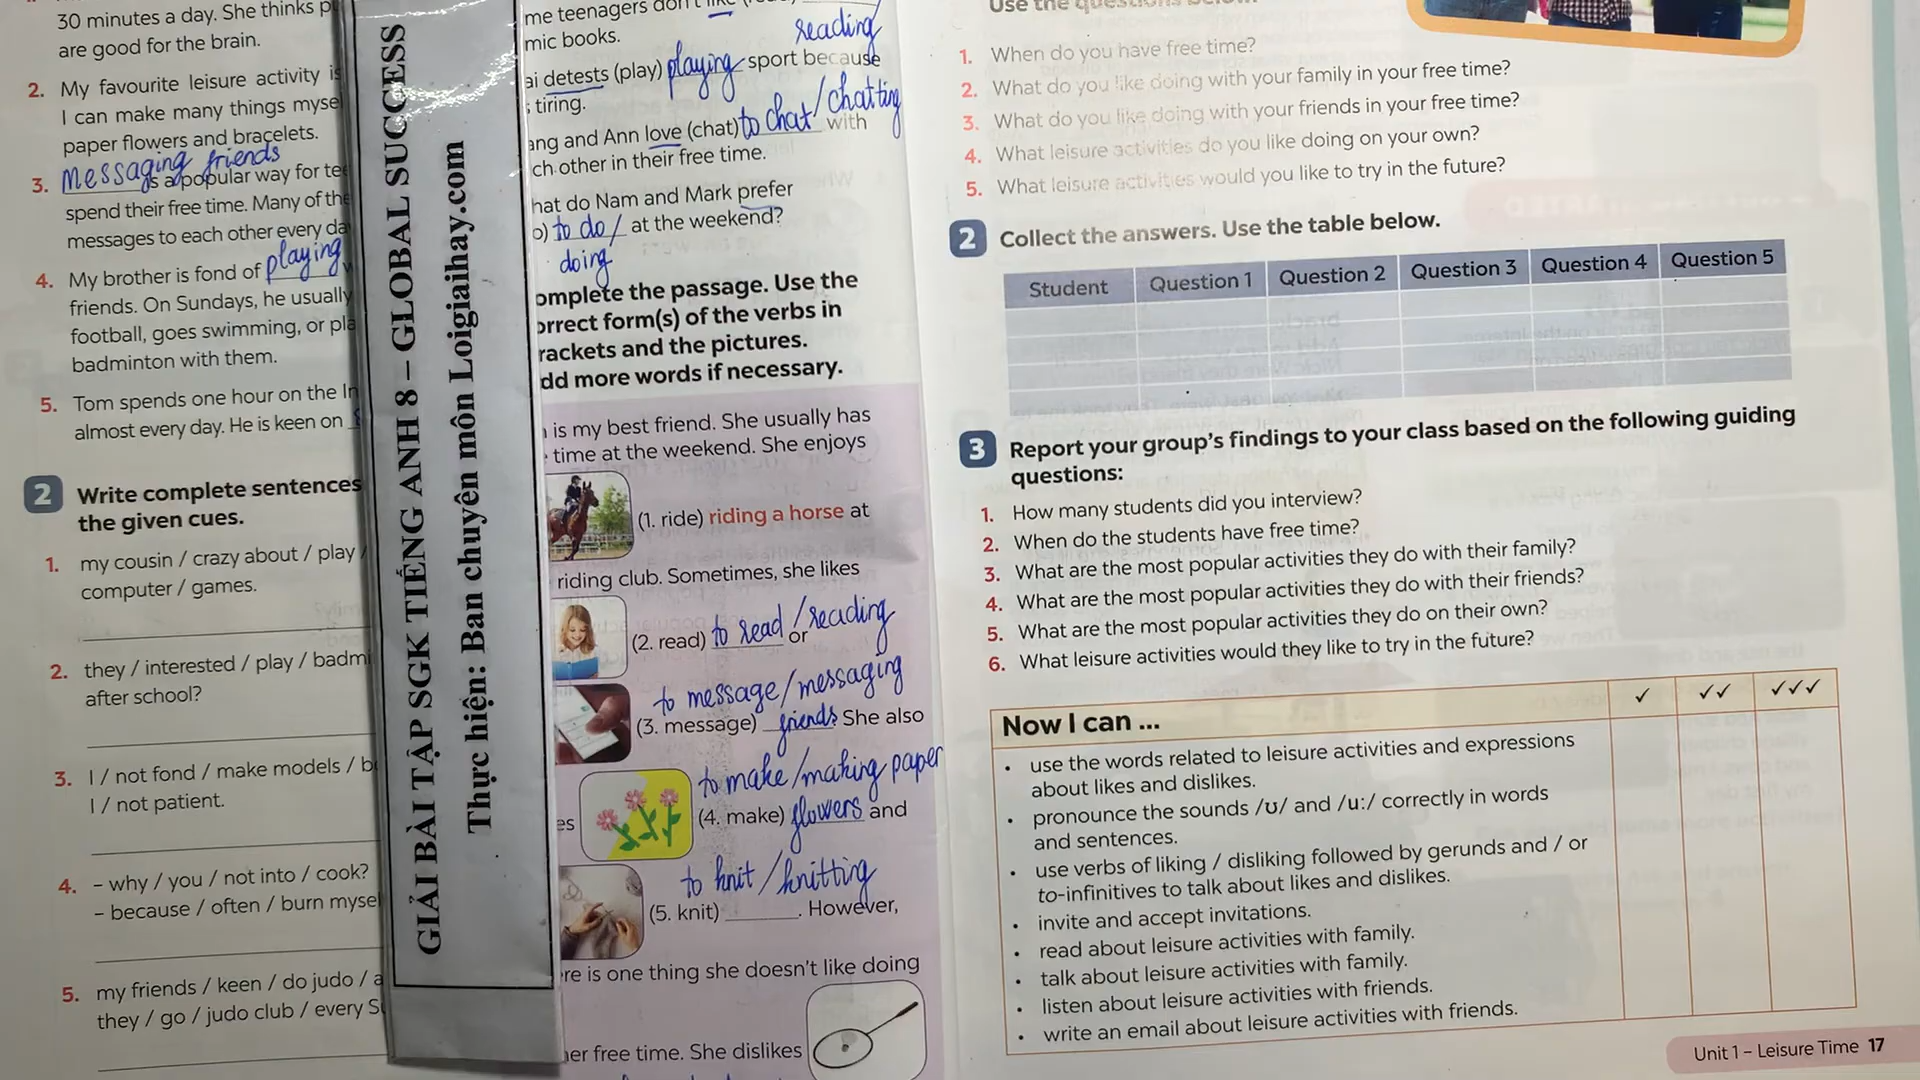 30 minutes a day. She thinks
are good for the brain.
2. My favourite leisure activity is
I can make many things myse
paper flowers and bracelets.
messaging friends
3. is a popular way for tee
spend their free time. Many of the
messages to each other every da
4. My brother is fond of playing
friends. On Sundays, he usually
football, goes swimming, or pla
badminton with them.
5. Tom spends one hour on the In
almost every day. He is keen on
2 Write complete sentences
the given cues.
1. my cousin / crazy about / play /
computer / games.
2. they / interested / play / badmi
after school?
3. I / not fond / make models / b
I / not patient.
4. – why / you / not into / cook?
– because / often / burn mysel
5. my friends / keen / do judo / a
they / go / judo club / every Su
GIẢI BÀI TẬP SGK TIẾNG ANH 8 – GLOBAL SUCCESS
Thực hiện: Ban chuyên môn Loigiaihay.com
me teenagers don't like
mic books. reading
ai detests (play) playing sport because
s tiring.
ang and Ann love (chat) to chat / chatting with
ch other in their free time.
hat do Nam and Mark prefer
o) to do / at the weekend?
doing
omplete the passage. Use the
orrect form(s) of the verbs in
rackets and the pictures.
dd more words if necessary.
is my best friend. She usually has
time at the weekend. She enjoys
(1. ride) riding a horse at
riding club. Sometimes, she likes
(2. read) to read / reading or
to message / messaging
(3. message) friends. She also
to make / making paper
es (4. make) flowers and
to knit / knitting
(5. knit) ______. However,
re is one thing she doesn't like doing
her free time. She dislikes
Use the questions below.
1. When do you have free time?
2. What do you like doing with your family in your free time?
3. What do you like doing with your friends in your free time?
4. What leisure activities do you like doing on your own?
5. What leisure activities would you like to try in the future?
2 Collect the answers. Use the table below.
Student Question 1 Question 2 Question 3 Question 4 Question 5
3 Report your group's findings to your class based on the following guiding
questions:
1. How many students did you interview?
2. When do the students have free time?
3. What are the most popular activities they do with their family?
4. What are the most popular activities they do with their friends?
5. What are the most popular activities they do on their own?
6. What leisure activities would they like to try in the future?
Now I can ... ✓ ✓✓ ✓✓✓
• use the words related to leisure activities and expressions
about likes and dislikes.
• pronounce the sounds /ʊ/ and /uː/ correctly in words
and sentences.
• use verbs of liking / disliking followed by gerunds and / or
to-infinitives to talk about likes and dislikes.
• invite and accept invitations.
• read about leisure activities with family.
• talk about leisure activities with family.
• listen about leisure activities with friends.
• write an email about leisure activities with friends.
Unit 1 – Leisure Time 17